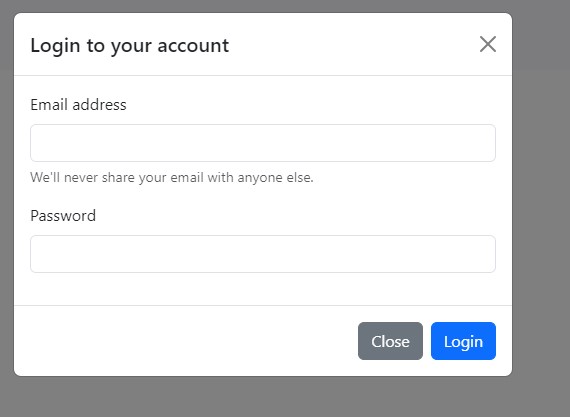 Login to your account
Email address
We'll never share your email with anyone else.
Password
Close Login